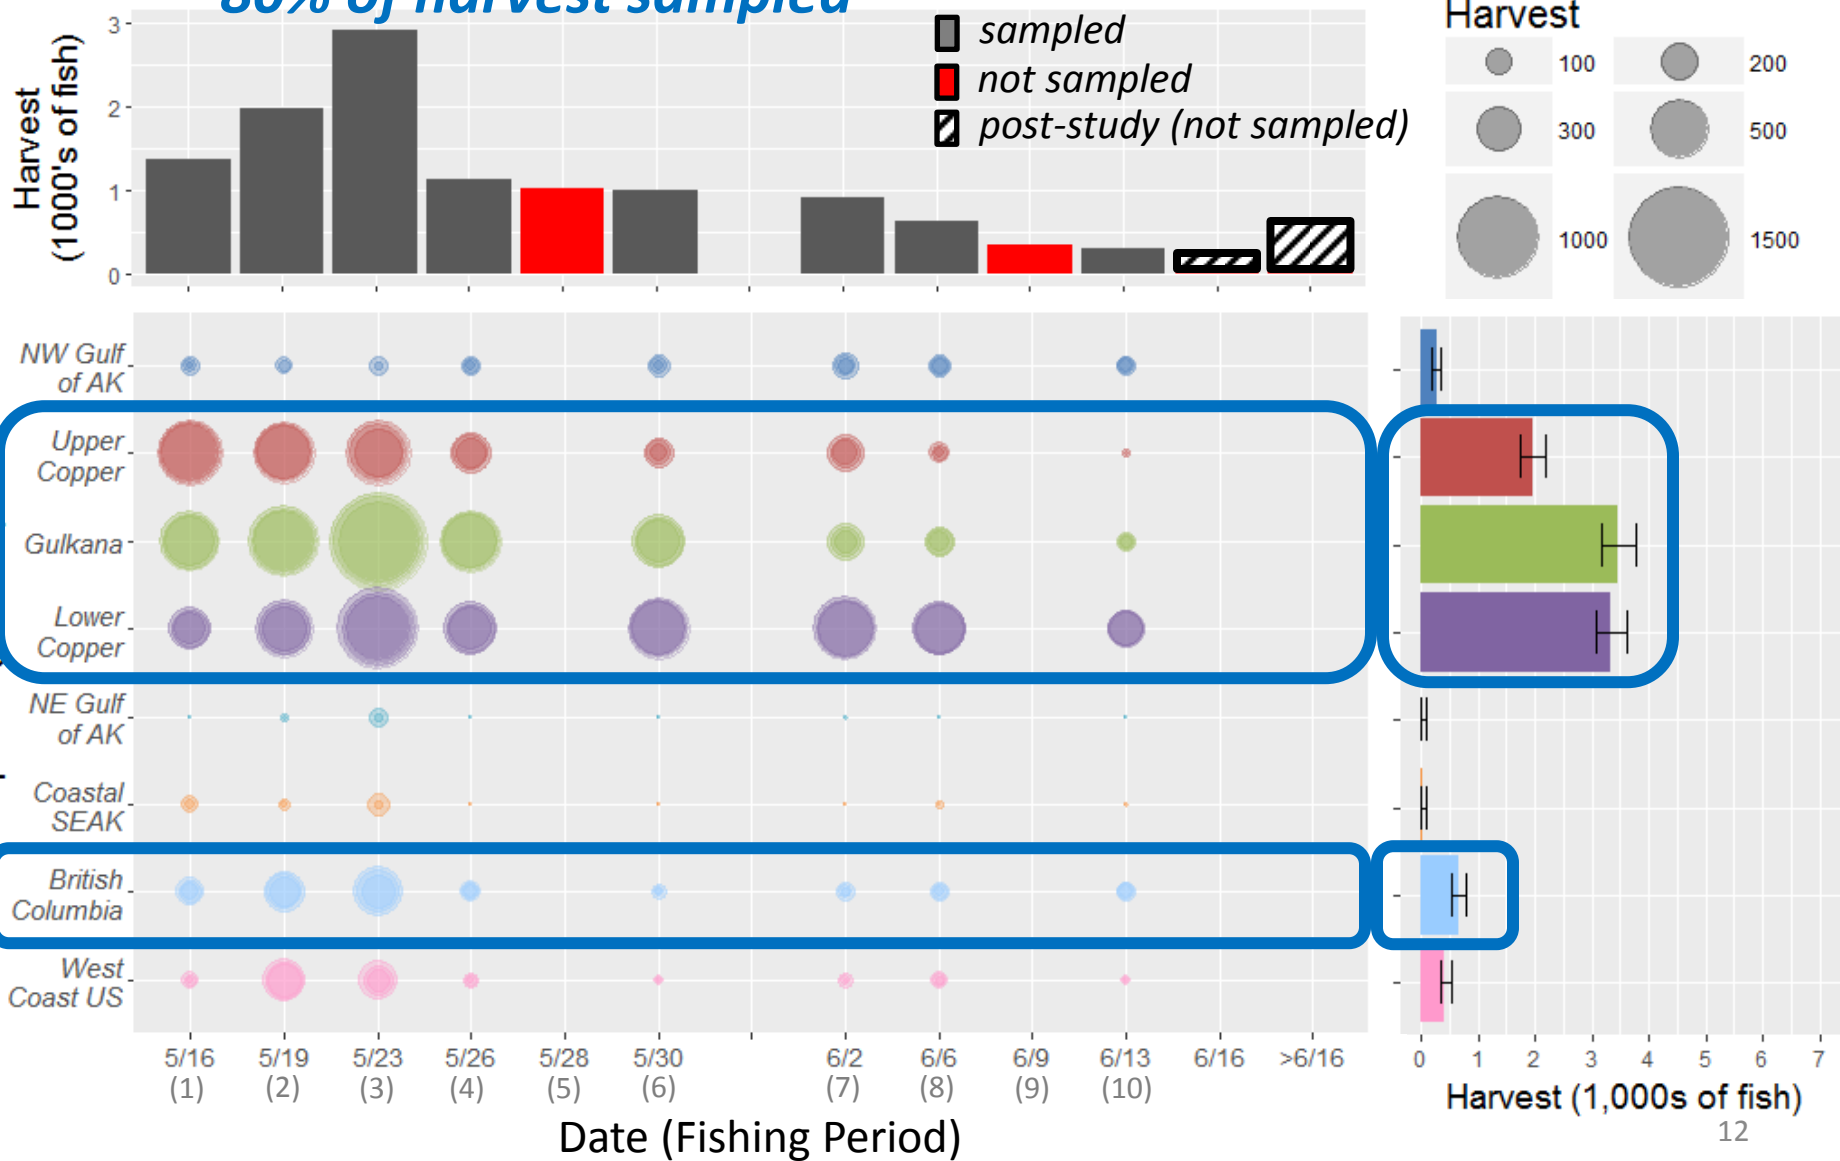 80% of harvest sampled
Harvest
(1000's of fish)
3
2
1
0
sampled
not sampled
post-study (not sampled)
Harvest
100
200
300
500
1000
1500
NW Gulf
of AK
Upper
Copper
Gulkana
Lower
Copper
NE Gulf
of AK
Coastal
SEAK
British
Columbia
West
Coast US
5/16 5/19 5/23 5/26 5/28 5/30 6/2 6/6 6/9 6/13 6/16 >6/16
(1) (2) (3) (4) (5) (6) (7) (8) (9) (10)
Date (Fishing Period)
0 1 2 3 4 5 6 7
Harvest (1,000s of fish)
12